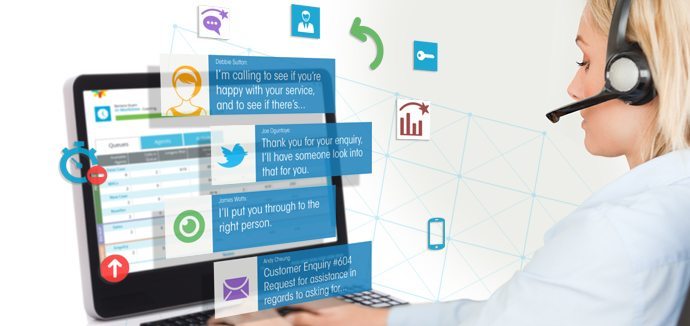 Debbie Sutton
I'm calling to see if you're
happy with your service,
and to see if there's...
Queues
Agents
Joe Oguntoye
Thank you for your enquiry,
I'll have someone look into
that for you.
James Watts
I'll put you through to the
right person.
Andy Cheung
Customer Enquiry #604
Request for assistance in
regards to asking for...